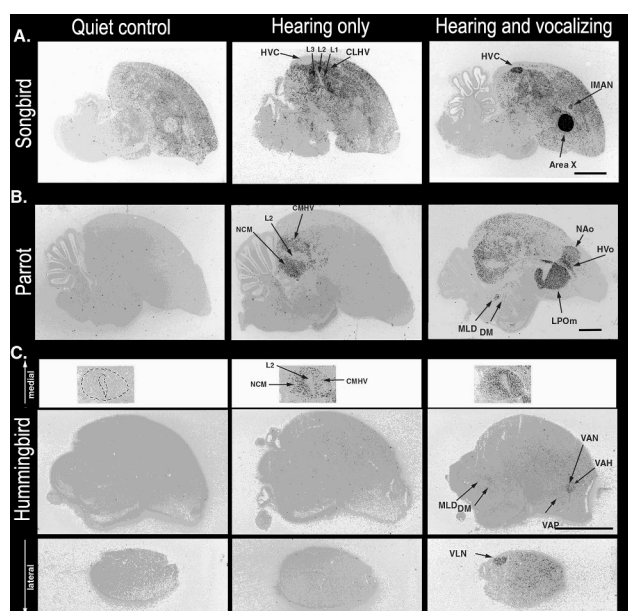 Quiet control
Hearing only
Hearing and vocalizing
A.
Songbird
HVC
L3
L2
L1
CLHV
HVC
lMAN
Area X
B.
Parrot
CMHV
L2
NCM
NAo
HVo
LPOm
MLD
DM
C.
Hummingbird
medial
L2
NCM
CMHV
VAN
VAH
MLD
DM
VAP
lateral
VLN